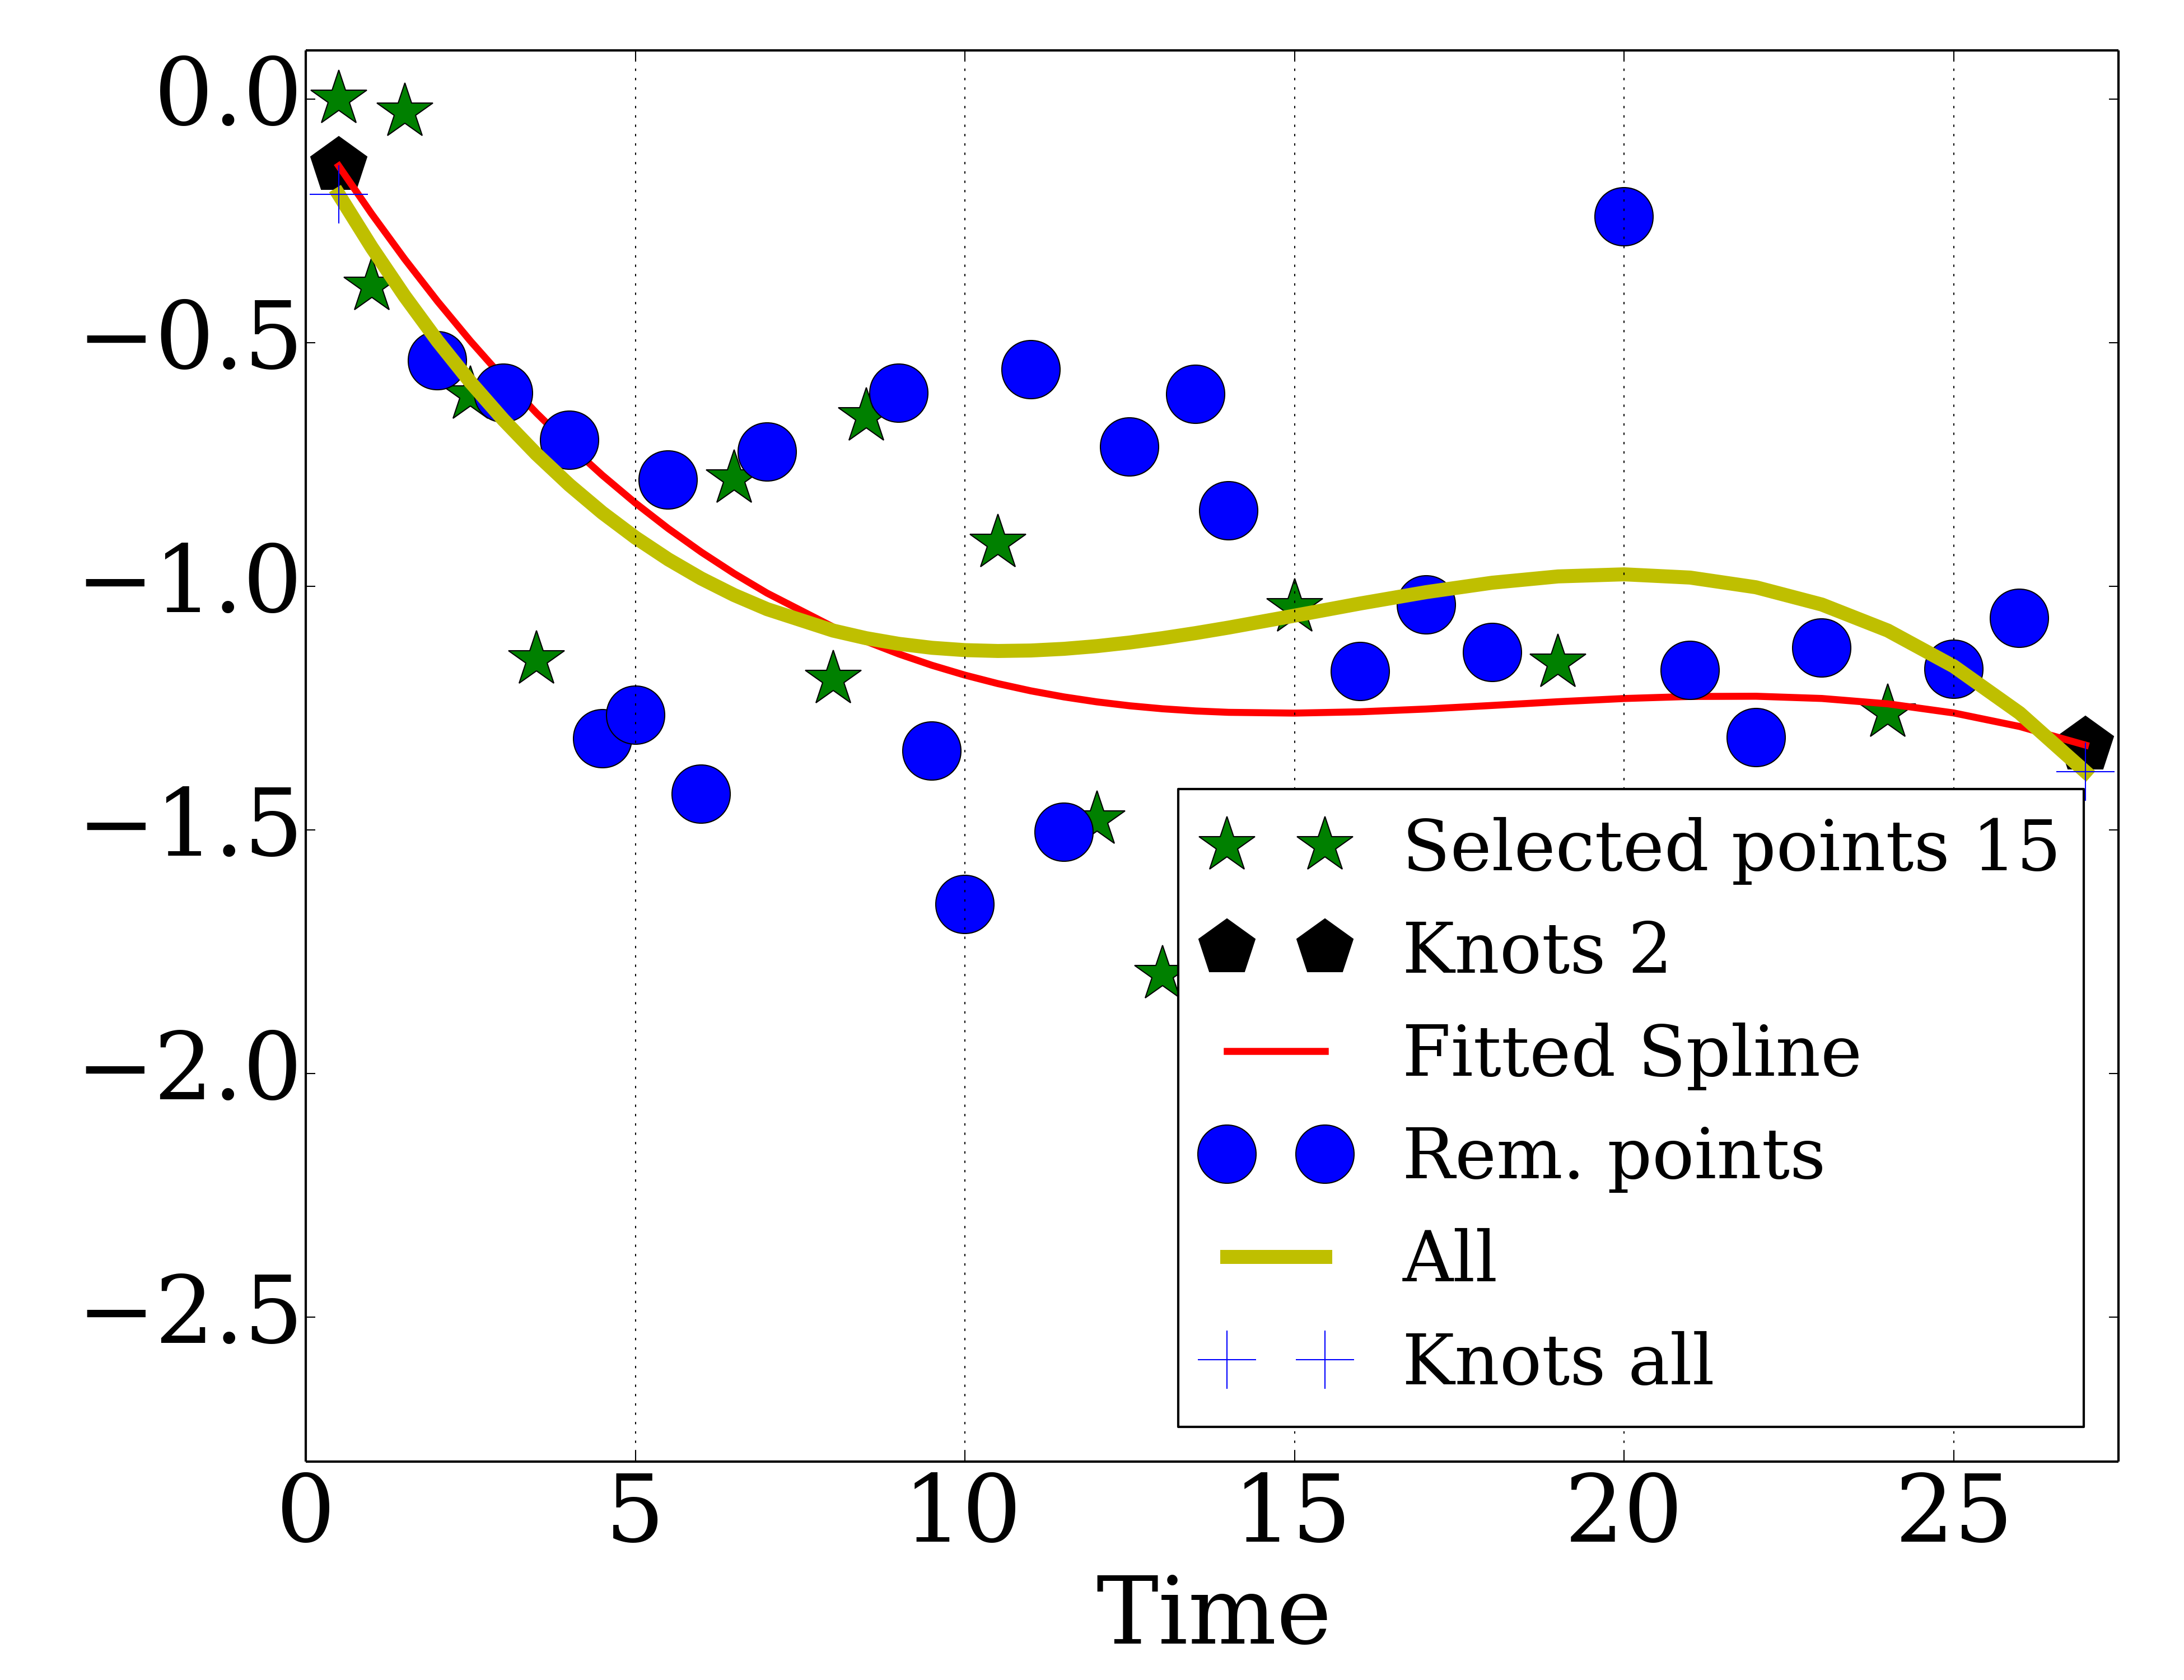 0.0
−0.5
−1.0
−1.5
−2.0
−2.5
Selected points 15
Knots 2
Fitted Spline
Rem. points
All
Knots all
0 5 10 15 20 25
Time